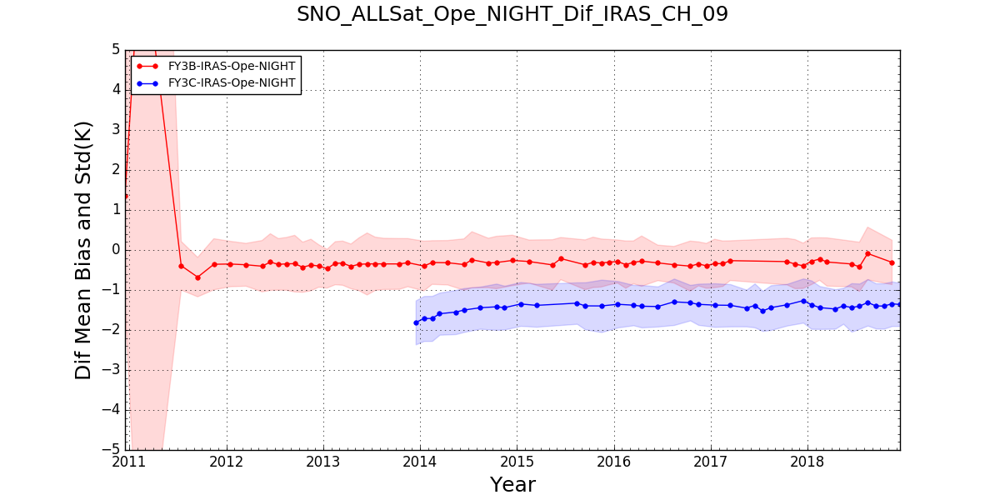 SNO_ALLSat_Ope_NIGHT_Dif_IRAS_CH_09
FY3B-IRAS-Ope-NIGHT
FY3C-IRAS-Ope-NIGHT
Dif Mean Bias and Std(K)
5
4
3
2
1
0
−1
−2
−3
−4
−5
2011 2012 2013 2014 2015 2016 2017 2018
Year